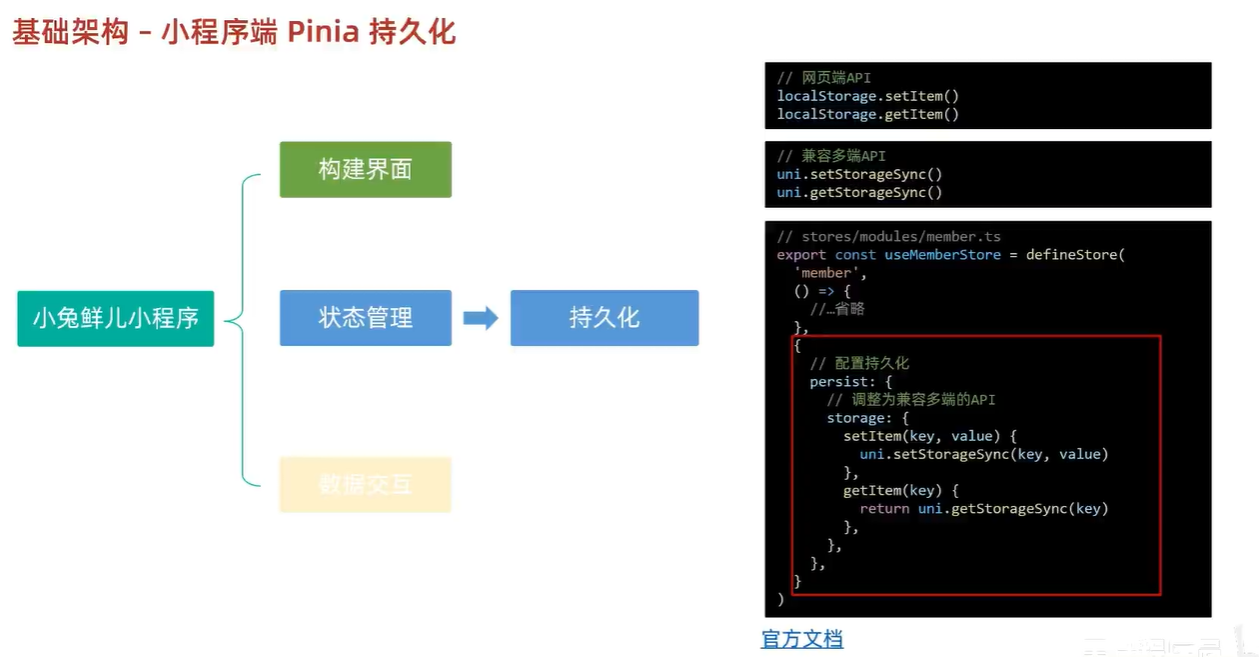 基础架构 – 小程序端 Pinia 持久化
构建界面
小兔鲜儿小程序
状态管理
持久化
数据交互
// 网页端API
localStorage.setItem()
localStorage.getItem()
// 兼容多端API
uni.setStorageSync()
uni.getStorageSync()
// stores/modules/member.ts
export const useMemberStore = defineStore(
'member',
() => {
//…省略
},
{
// 配置持久化
persist: {
// 调整为兼容多端的API
storage: {
setItem(key, value) {
uni.setStorageSync(key, value)
},
getItem(key) {
return uni.getStorageSync(key)
},
},
},
}
)
官方文档